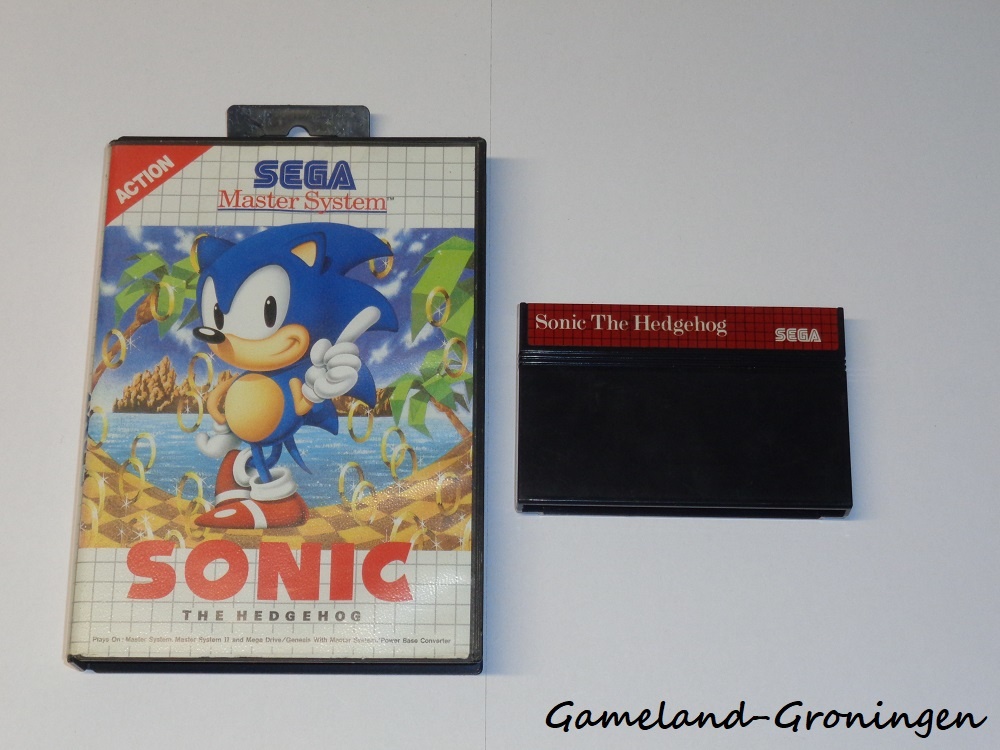 ACTION
SEGA
Master System™
SONIC
THE HEDGEHOG
Plays On: Master System Master System II and Mega Drive/Genesis With Master System/Power Base Converter
Sonic The Hedgehog
SEGA
Gameland-Groningen